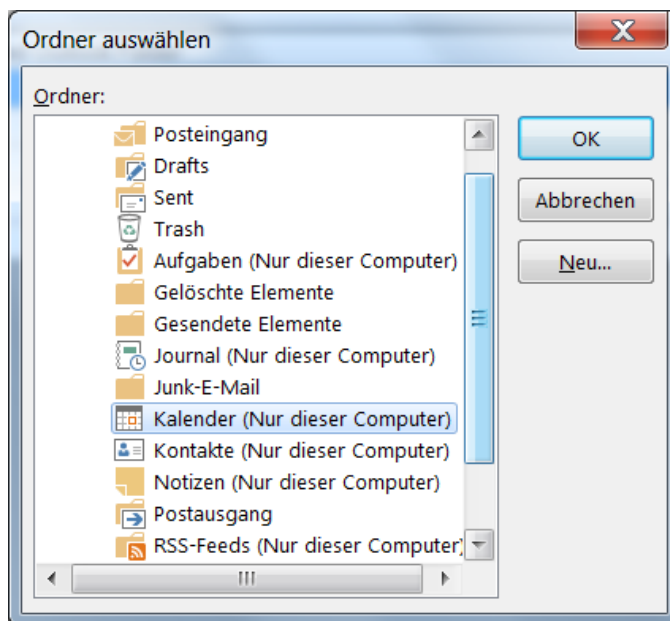 Ordner auswählen
X
Ordner:
Posteingang
Drafts
Sent
Trash
Aufgaben (Nur dieser Computer)
Gelöschte Elemente
Gesendete Elemente
Journal (Nur dieser Computer)
Junk-E-Mail
Kalender (Nur dieser Computer)
Kontakte (Nur dieser Computer)
Notizen (Nur dieser Computer)
Postausgang
RSS-Feeds (Nur dieser Computer)
OK
Abbrechen
Neu...